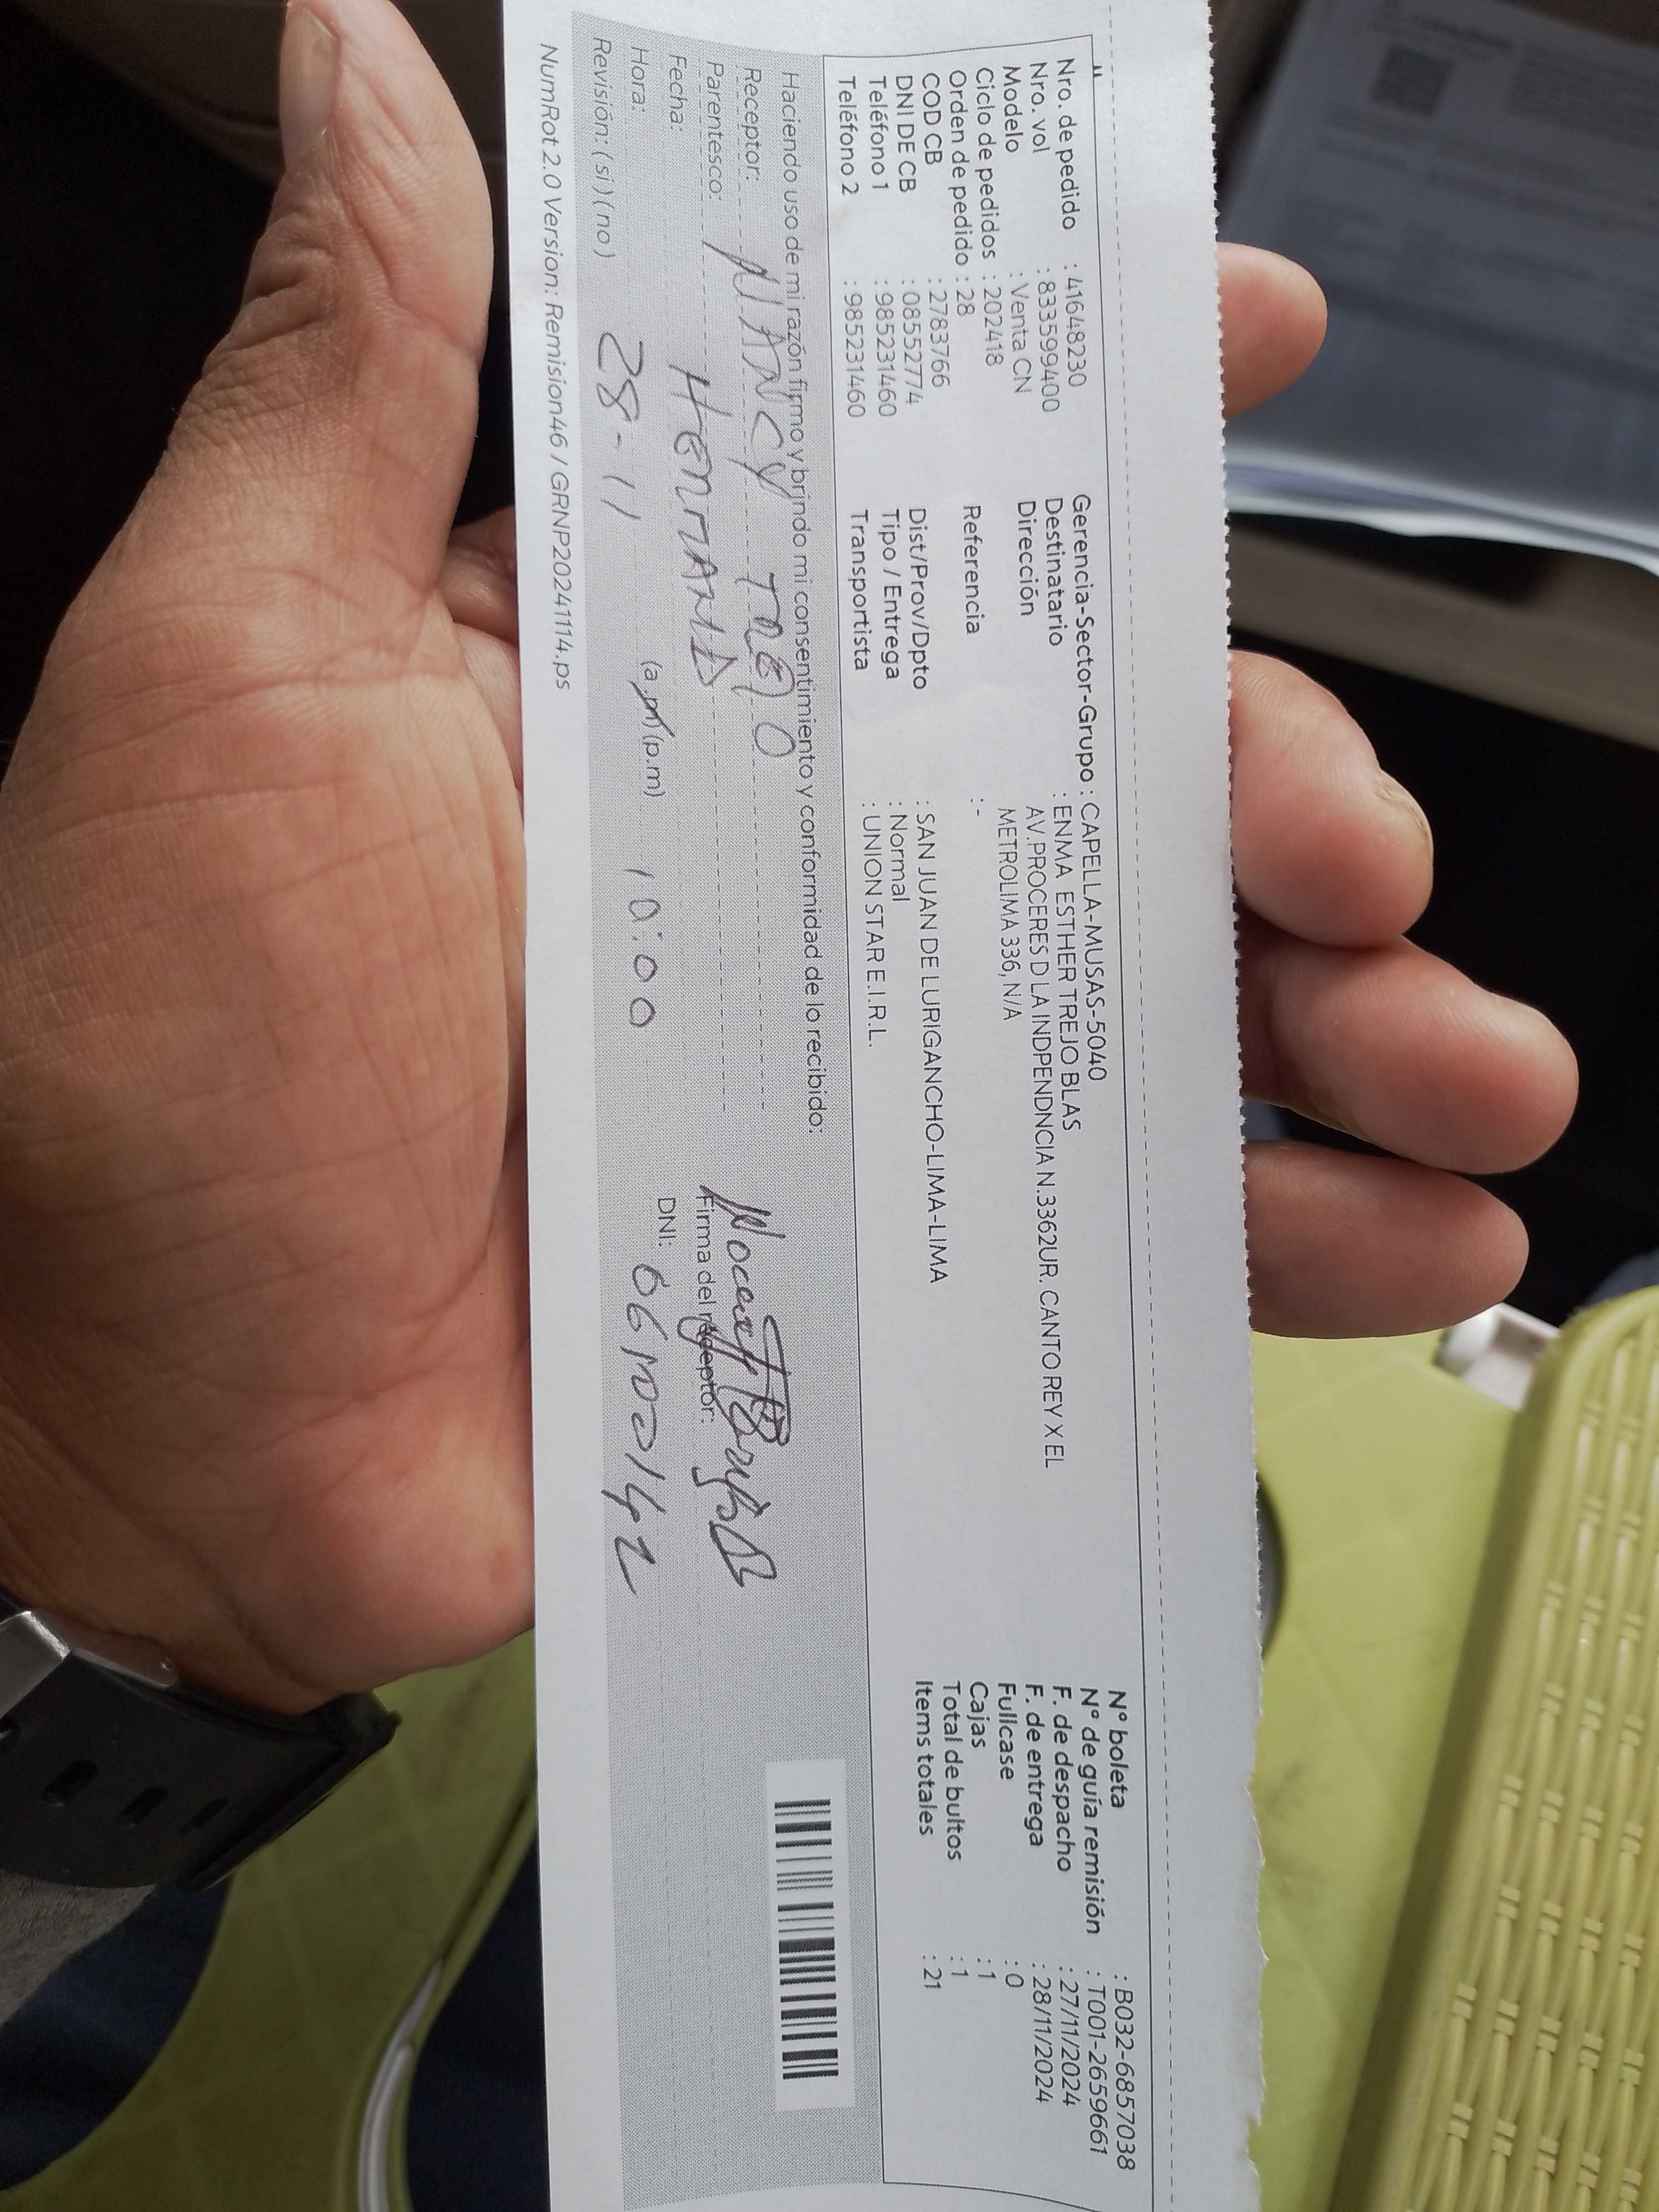 Nro. de pedido : 41648230
Nro. vol : 8335994 00
Modelo : Venta CN
Ciclo de pedidos : 202418
Orden de pedido : 28
COD CB : 2783766
DNI DE CB : 08552774
Teléfono 1 : 985231460
Teléfono 2 : 985231460
Gerencia-Sector-Grupo : CAPELLA-MUSAS-5040
Destinatario : ENMA ESTHER TREJO BLAS
Dirección AV.PROCERES D LA INDPENDNCIA N.3362UR. CANTO REY X EL
METROLIMA 336, N/A
Referencia : -
Dist/Prov/Dpto : SAN JUAN DE LURIGANCHO-LIMA-LIMA
Tipo / Entrega : Normal
Transportista : UNION STAR E.I.R.L.
N° boleta : B032-6857038
N° de guía remisión : T001-2659661
F. de despacho : 27/11/2024
F. de entrega : 28/11/2024
Fullcase : 0
Cajas : 1
Total de bultos : 1
Items totales : 21
Haciendo uso de mi razón firmo y brindo mi consentimiento y conformidad de lo recibido:
Receptor: NANCY
Parentesco: HERMANA
Fecha: 28-11
Hora: (a.m) (p.m) 10:00
Revisión: (si) (no)
Firma del receptor:
DNI:
NumRot 2.0 Version: Remision46 / GRNP20241114.ps